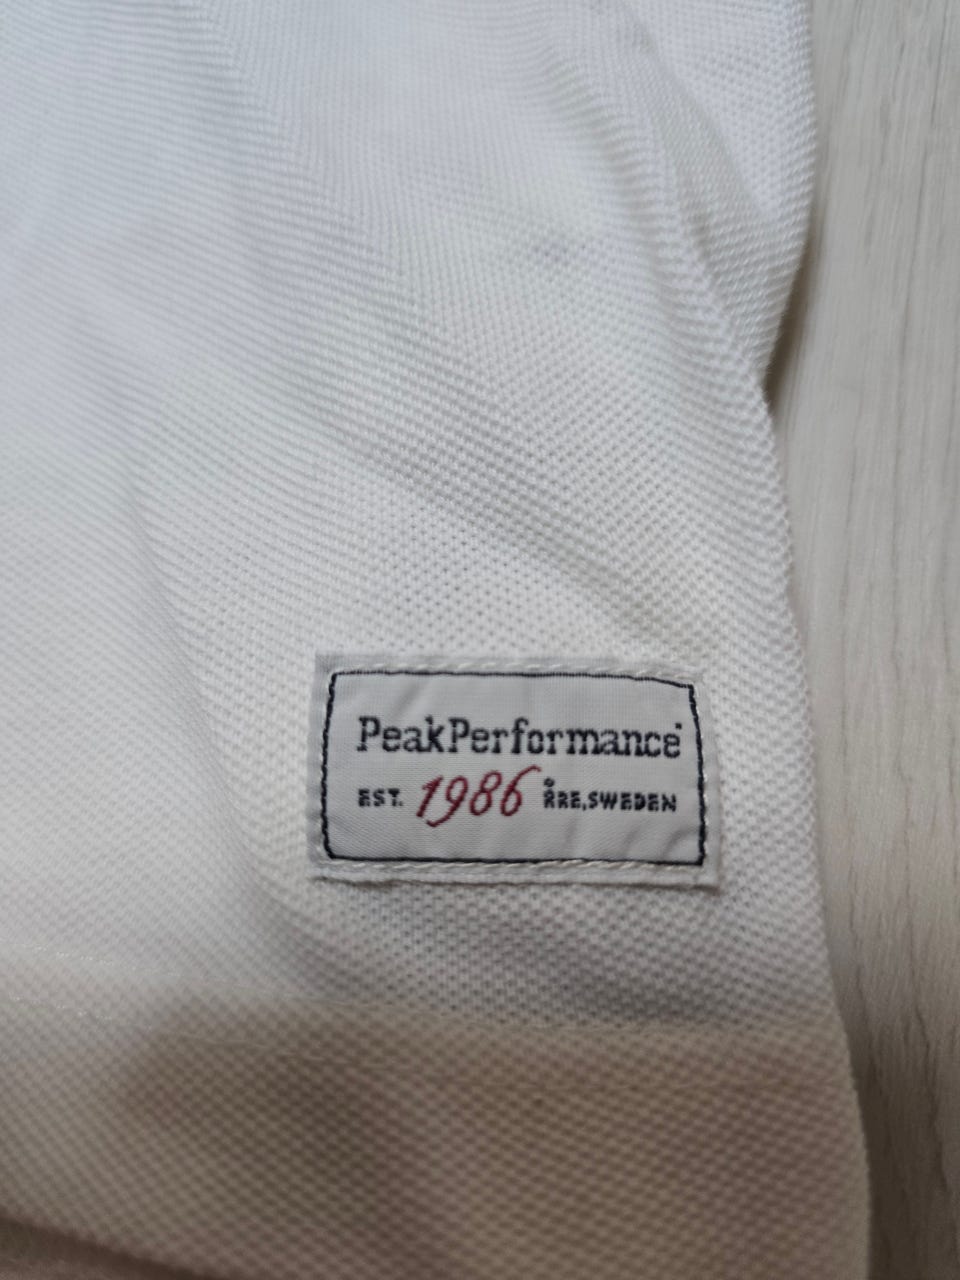 PeakPerformance
EST. 1986 ÅRE, SWEDEN